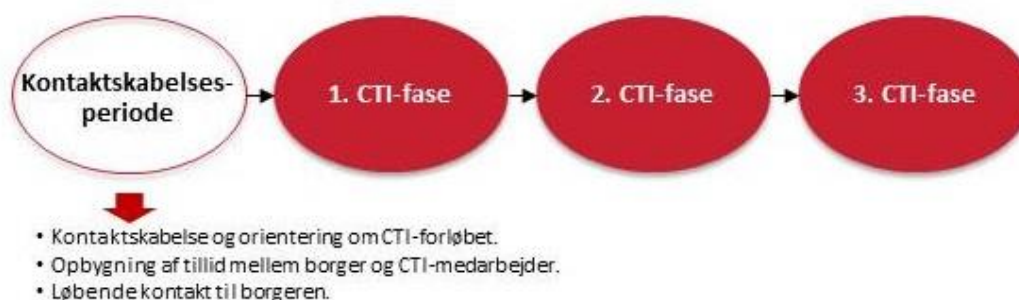 Kontaktskabelses-
periode
1. CTI-fase
2. CTI-fase
3. CTI-fase
• Kontaktskabelse og orientering om CTI-forløbet.
• Opbygning af tillid mellem borger og CTI-medarbejder.
• Løbende kontakt til borgeren.